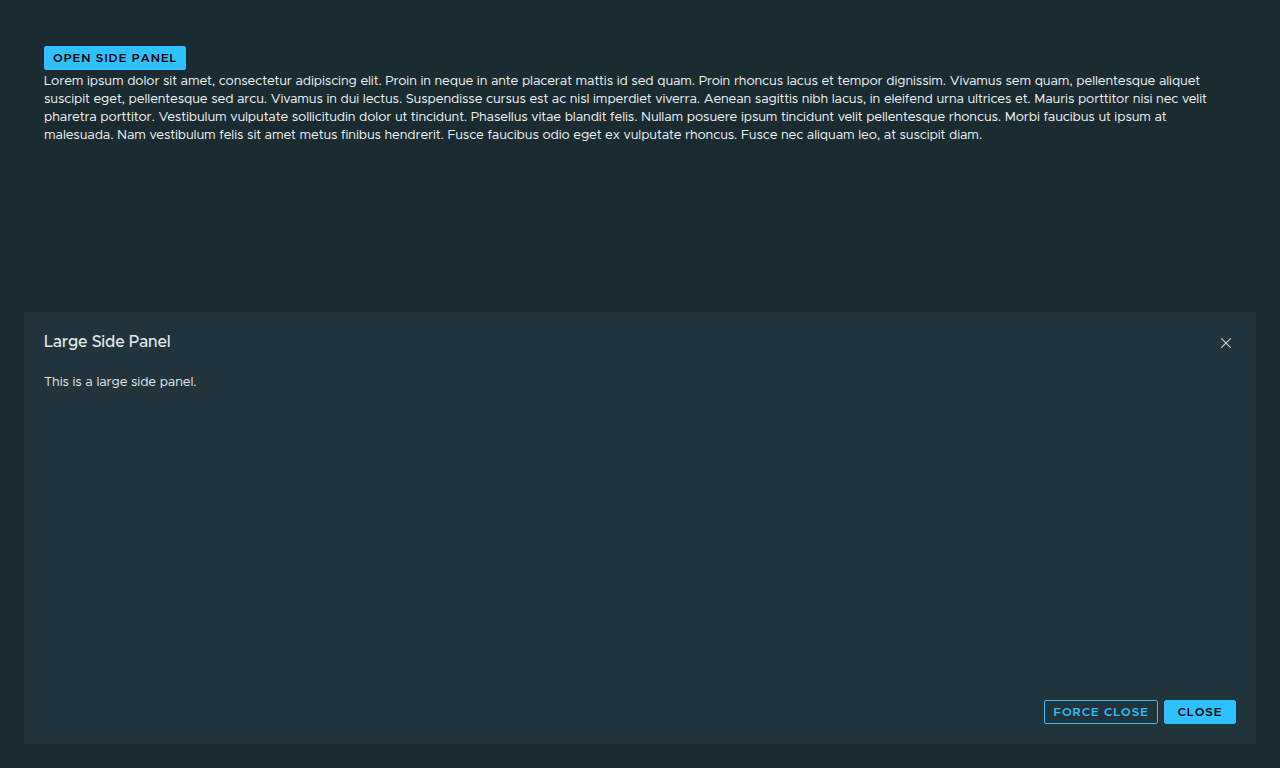 OPEN SIDE PANEL
Lorem ipsum dolor sit amet, consectetur adipiscing elit. Proin in neque in ante placerat mattis id sed quam. Proin rhoncus lacus et tempor dignissim. Vivamus sem quam, pellentesque aliquet
suscipit eget, pellentesque sed arcu. Vivamus in dui lectus. Suspendisse cursus est ac nisl imperdiet viverra. Aenean sagittis nibh lacus, in eleifend urna ultrices et. Mauris porttitor nisi nec velit
pharetra porttitor. Vestibulum vulputate sollicitudin dolor ut tincidunt. Phasellus vitae blandit felis. Nullam posuere ipsum tincidunt velit pellentesque rhoncus. Morbi faucibus ut ipsum at
malesuada. Nam vestibulum felis sit amet metus finibus hendrerit. Fusce faucibus odio eget ex vulputate rhoncus. Fusce nec aliquam leo, at suscipit diam.
Large Side Panel
This is a large side panel.
FORCE CLOSE
CLOSE